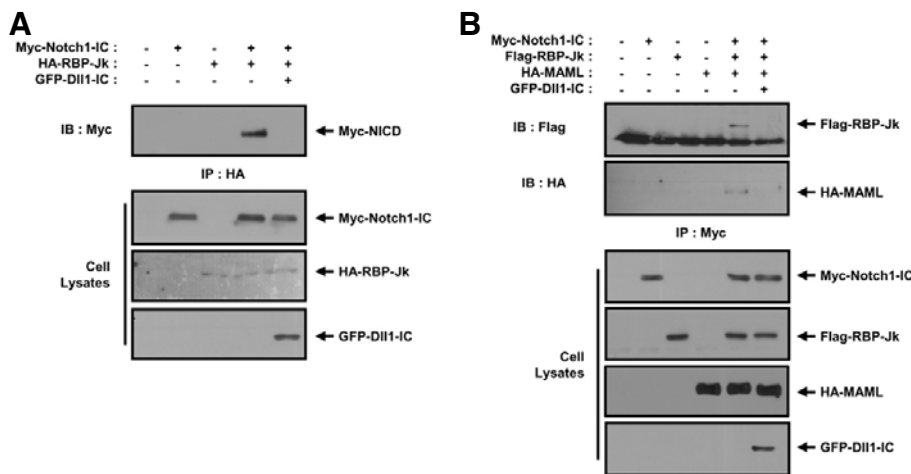 A
Myc-Notch1-IC : - + - + +
HA-RBP-Jk : - - + + +
GFP-Dll1-IC : - - - - +
IB : Myc
Myc-NICD
IP : HA
Cell Lysates
Myc-Notch1-IC
HA-RBP-Jk
GFP-Dll1-IC
B
Myc-Notch1-IC : - + - - + +
Flag-RBP-Jk : - - + - + +
HA-MAML : - - - + + +
GFP-Dll1-IC : - - - - - +
IB : Flag
Flag-RBP-Jk
IB : HA
HA-MAML
IP : Myc
Cell Lysates
Myc-Notch1-IC
Flag-RBP-Jk
HA-MAML
GFP-Dll1-IC